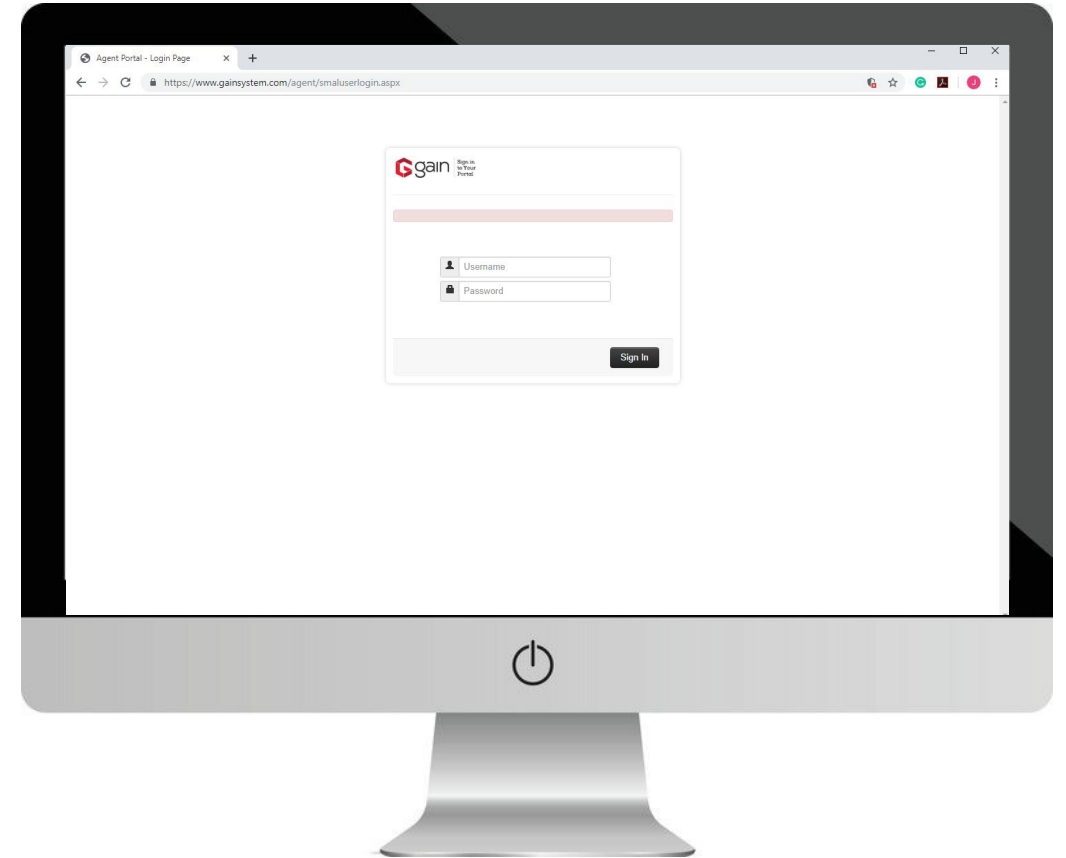 Agent Portal - Login Page
https://www.gainsystem.com/agent/smaluserlogin.aspx
J
gain
Sign in
to Your
Portal
Username
Password
Sign In